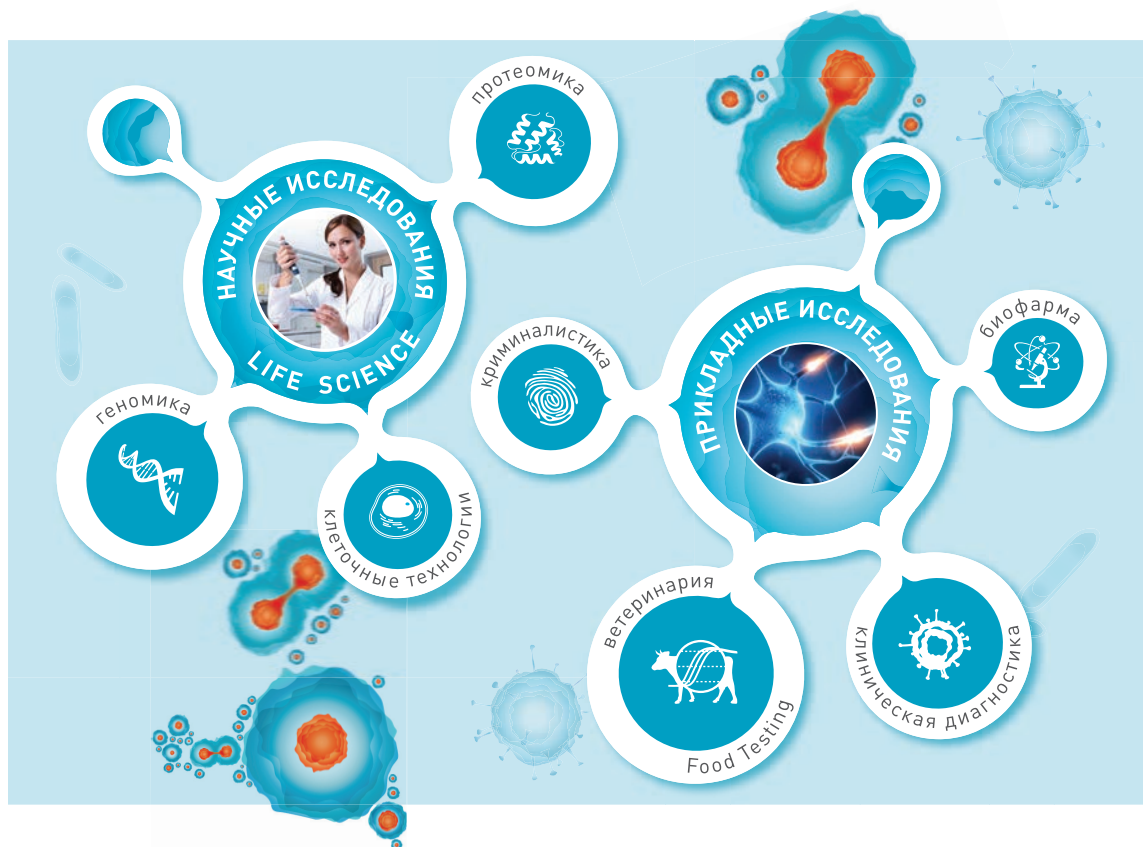 протеомика
НАУЧНЫЕ ИССЛЕДОВАНИЯ
LIFE SCIENCE
геномика
клеточные технологии
криминалистика
ПРИКЛАДНЫЕ ИССЛЕДОВАНИЯ
биофарма
ветеринария
Food Testing
клиническая диагностика